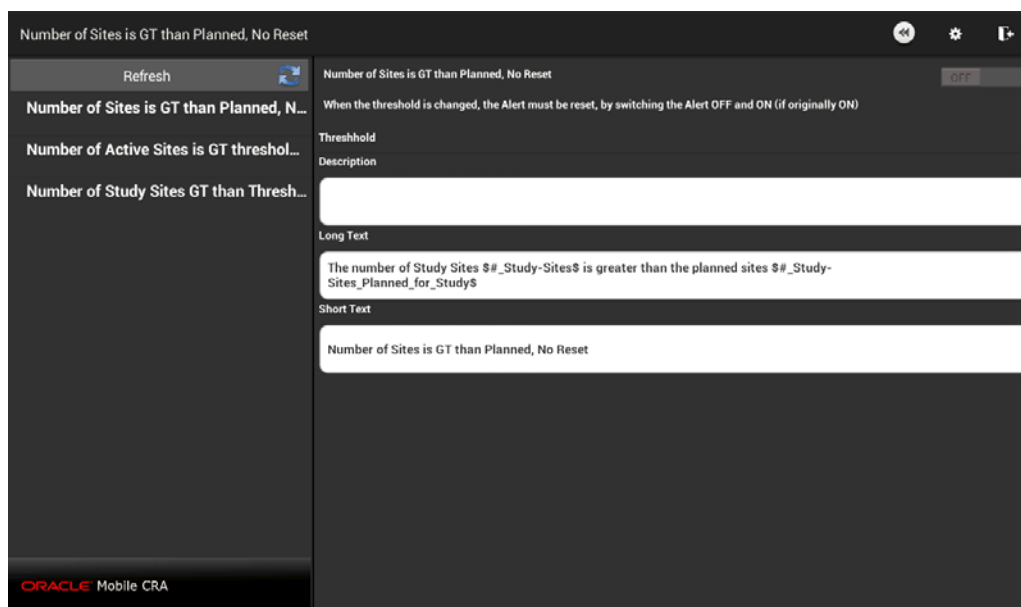 Number of Sites is GT than Planned, No Reset
Refresh
Number of Sites is GT than Planned, N...
Number of Active Sites is GT threshol...
Number of Study Sites GT than Thresh...
ORACLE Mobile CRA
Number of Sites is GT than Planned, No Reset
OFF
When the threshold is changed, the Alert must be reset, by switching the Alert OFF and ON (if originally ON)
Threshhold
Description
Long Text
The number of Study Sites $#_Study-Sites$ is greater than the planned sites $#_Study-
Sites_Planned_for_Study$
Short Text
Number of Sites is GT than Planned, No Reset